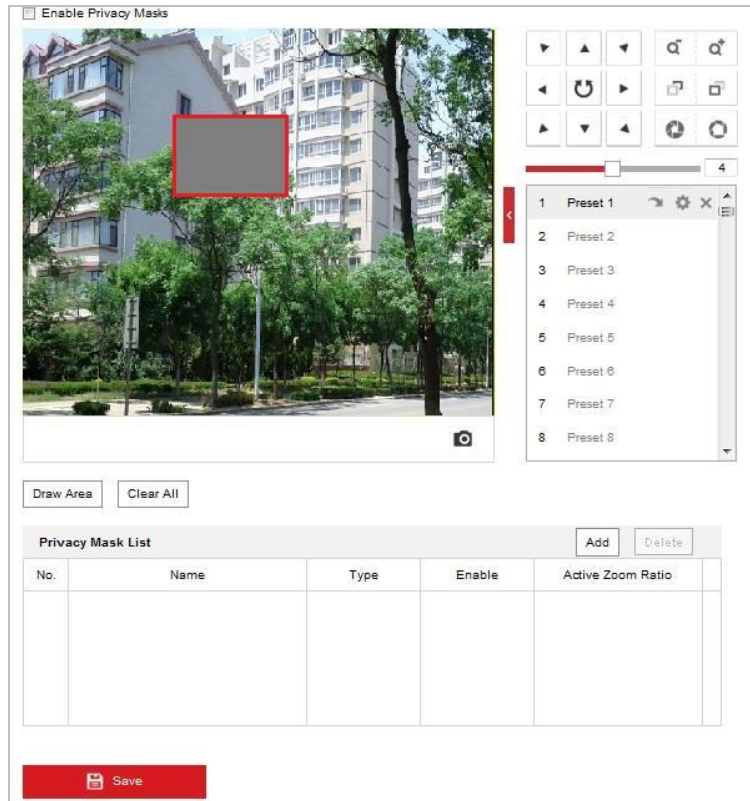 Enable Privacy Masks
4
1 Preset 1
2 Preset 2
3 Preset 3
4 Preset 4
5 Preset 5
6 Preset 6
7 Preset 7
8 Preset 8
Draw Area Clear All
Privacy Mask List Add Delete
No. Name Type Enable Active Zoom Ratio
Save